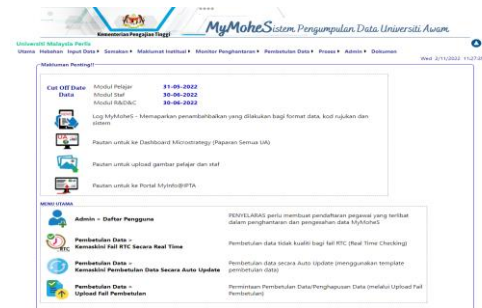 Kementerian Pengajian Tinggi
MyMoheS Sistem Pengumpulan Data Universiti Awam
Universiti Malaysia Perlis
Utama Hebahan Input Data Semakan Maklumat Institusi Monitor Penghantaran Pembetulan Data Proses Admin Dokumen
Wed 2/11/2022 11:27:
Makluman Penting!!
Cut Off Date Data
Modul Pelajar 31-05-2022
Modul Staf 30-06-2022
Modul R&D&C 30-06-2022
Log MyMoheS - Memaparkan penambahbaikan yang dilakukan bagi format data, kod rujukan dan
sistem
Pautan untuk ke Dashboard Microstrategy (Paparan Semua UA)
Pautan untuk upload gambar pelajar dan staf
Pautan untuk ke Portal MyInfo@IPTA
MENU UTAMA
Admin » Daftar Pengguna
PENYELARAS perlu membuat pendaftaran pegawai yang terlibat
dalam penghantaran dan pengesahan data MyMoheS
RTC
Pembetulan Data »
Kemaskini Fail RTC Secara Real Time
Pembetulan data tidak kualiti bagi fail RTC (Real Time Checking)
Pembetulan Data »
Kemaskini Pembetulan Data Secara Auto Update
Pembetulan data secara Auto Update (menggunakan template
pembetulan data)
Pembetulan Data »
Upload Fail Pembetulan
Permintaan Pembetulan Data/Penghapusan Data (melalui Upload Fail
Pembetulan)